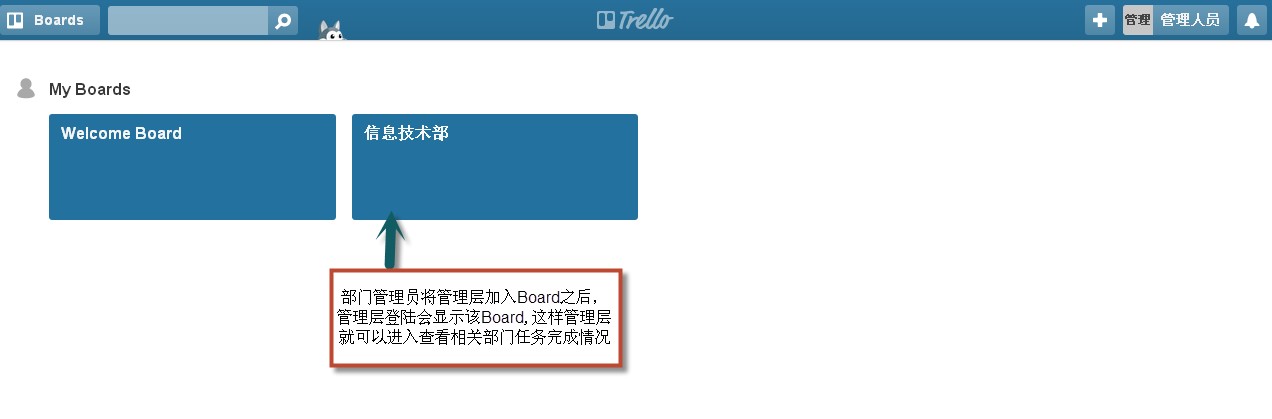 Boards
Trello
管理
管理人员
My Boards
Welcome Board
信息技术部
部门管理员将管理层加入Board之后，
管理层登陆会显示该Board, 这样管理层
就可以进入查看相关部门任务完成情况